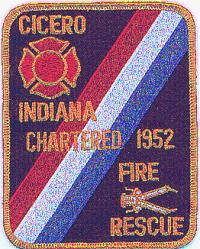 CICERO
INDIANA
CHARTERED 1952
FIRE
RESCUE